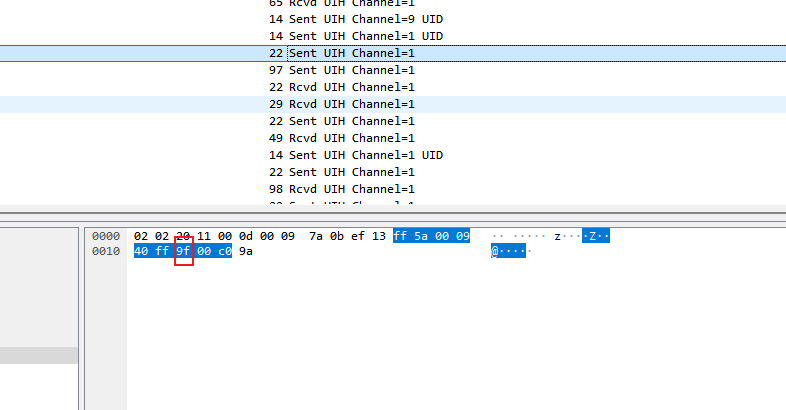 65 Rcvd UIH Channel=1
14 Sent UIH Channel=9 UID
14 Sent UIH Channel=1 UID
22 Sent UIH Channel=1
97 Sent UIH Channel=1
22 Rcvd UIH Channel=1
29 Rcvd UIH Channel=1
22 Sent UIH Channel=1
49 Rcvd UIH Channel=1
14 Sent UIH Channel=1 UID
22 Sent UIH Channel=1
98 Rcvd UIH Channel=1
0000 02 02 20 11 00 0d 00 09 7a 0b ef 13 ff 5a 00 09 ·· ····· z····Z··
0010 40 ff 9f 00 c0 9a @·····